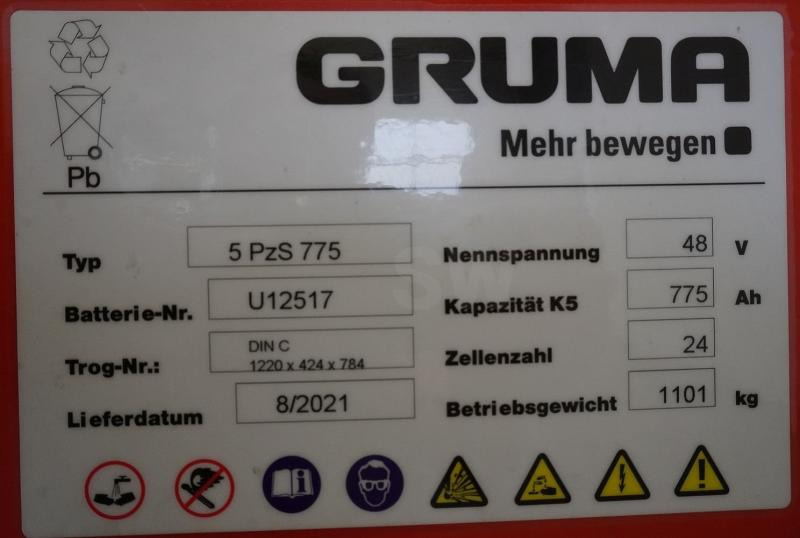 GRUMA
Mehr bewegen
Pb
Typ 5 PzS 775
Nennspannung 48 V
Batterie-Nr. U12517
Kapazität K5 775 Ah
Trog-Nr.: DIN C
1220 x 424 x 784
Zellenzahl 24
Lieferdatum 8/2021
Betriebsgewicht 1101 kg
SW